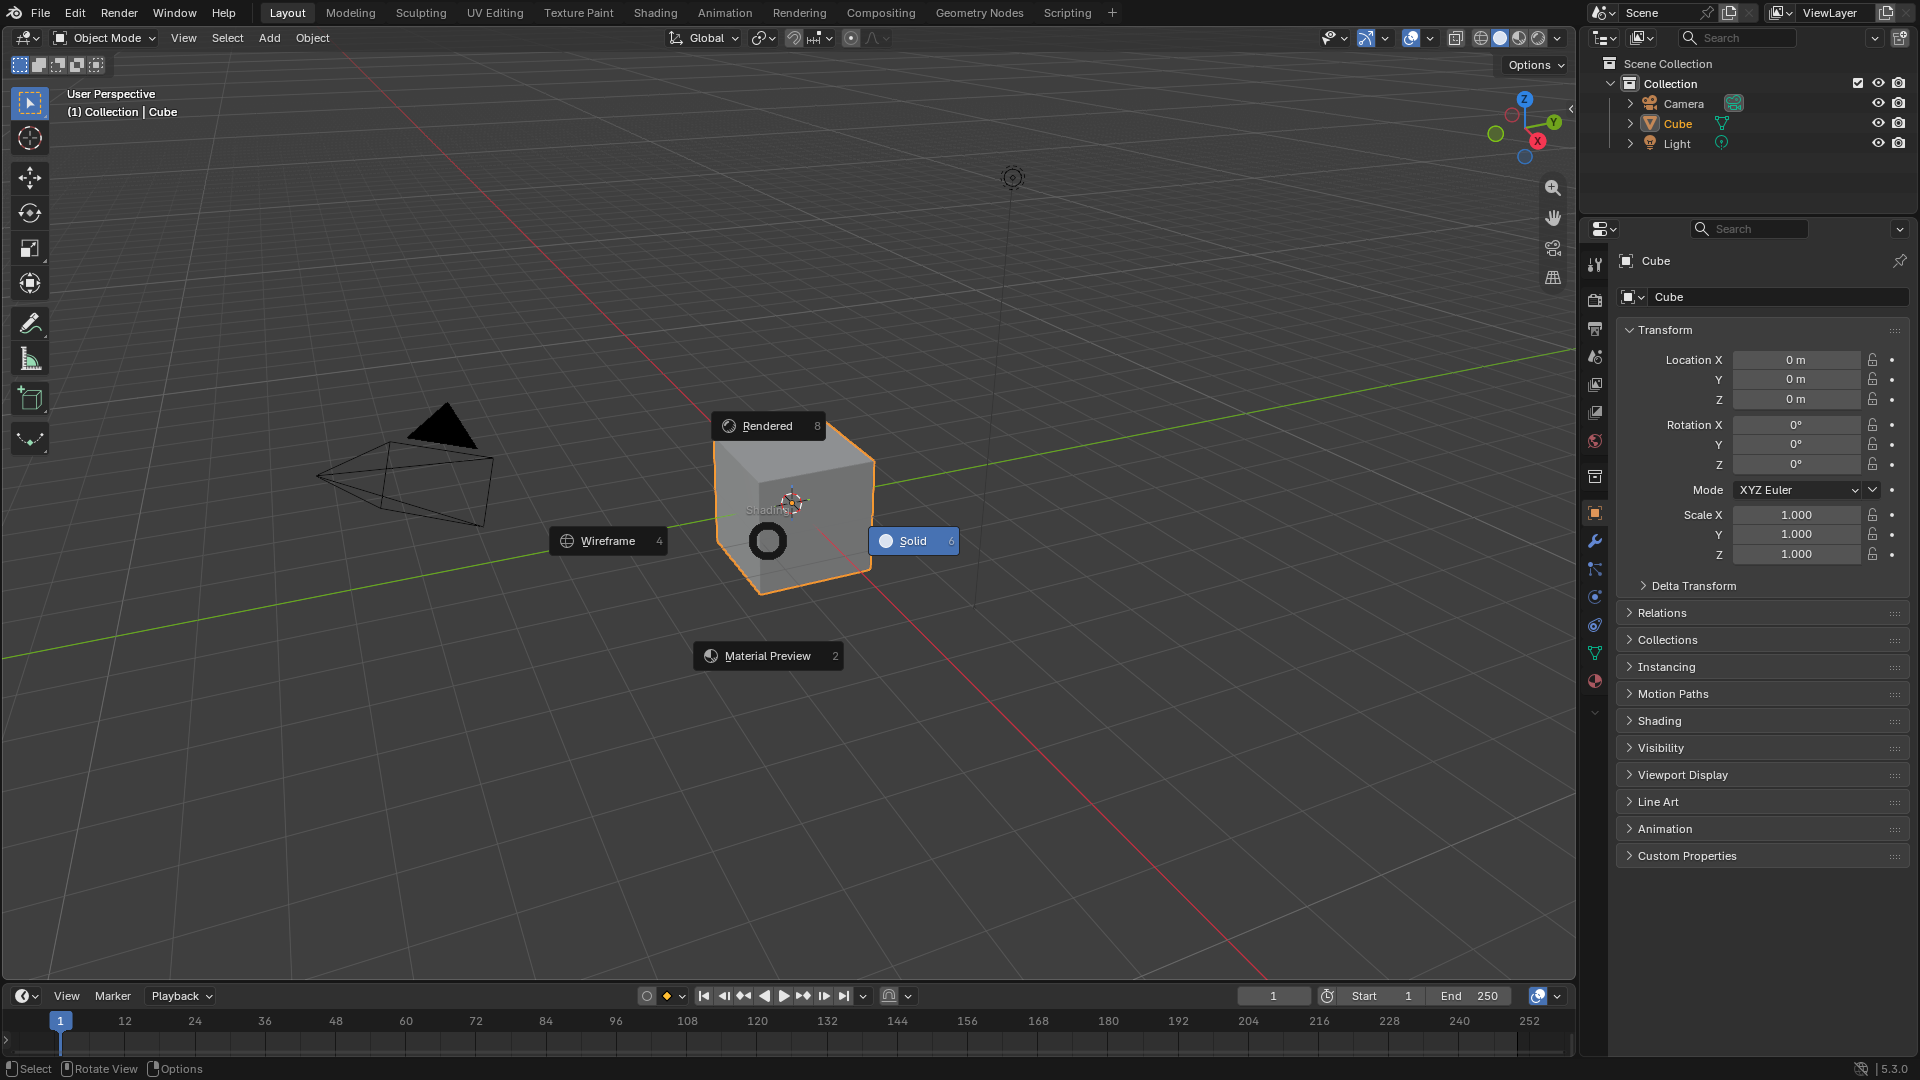 File Edit Render Window Help Layout Modeling Sculpting UV Editing Texture Paint Shading Animation Rendering Compositing Geometry Nodes Scripting + Scene ViewLayer
Object Mode View Select Add Object Global Search
Options
User Perspective
(1) Collection | Cube
Z
Y
X
Scene Collection
Collection
Camera
Cube
Light
Search
Cube
Cube
Transform
Location X 0 m
Y 0 m
Z 0 m
Rotation X 0°
Y 0°
Z 0°
Mode XYZ Euler
Scale X 1.000
Y 1.000
Z 1.000
Delta Transform
Relations
Collections
Instancing
Motion Paths
Shading
Visibility
Viewport Display
Line Art
Animation
Custom Properties
Rendered 8
Shading
Wireframe 4
Solid 6
Material Preview 2
View Marker Playback 1 Start 1 End 250
1 12 24 36 48 60 72 84 96 108 120 132 144 156 168 180 192 204 216 228 240 252
Select Rotate View Options 5.3.0